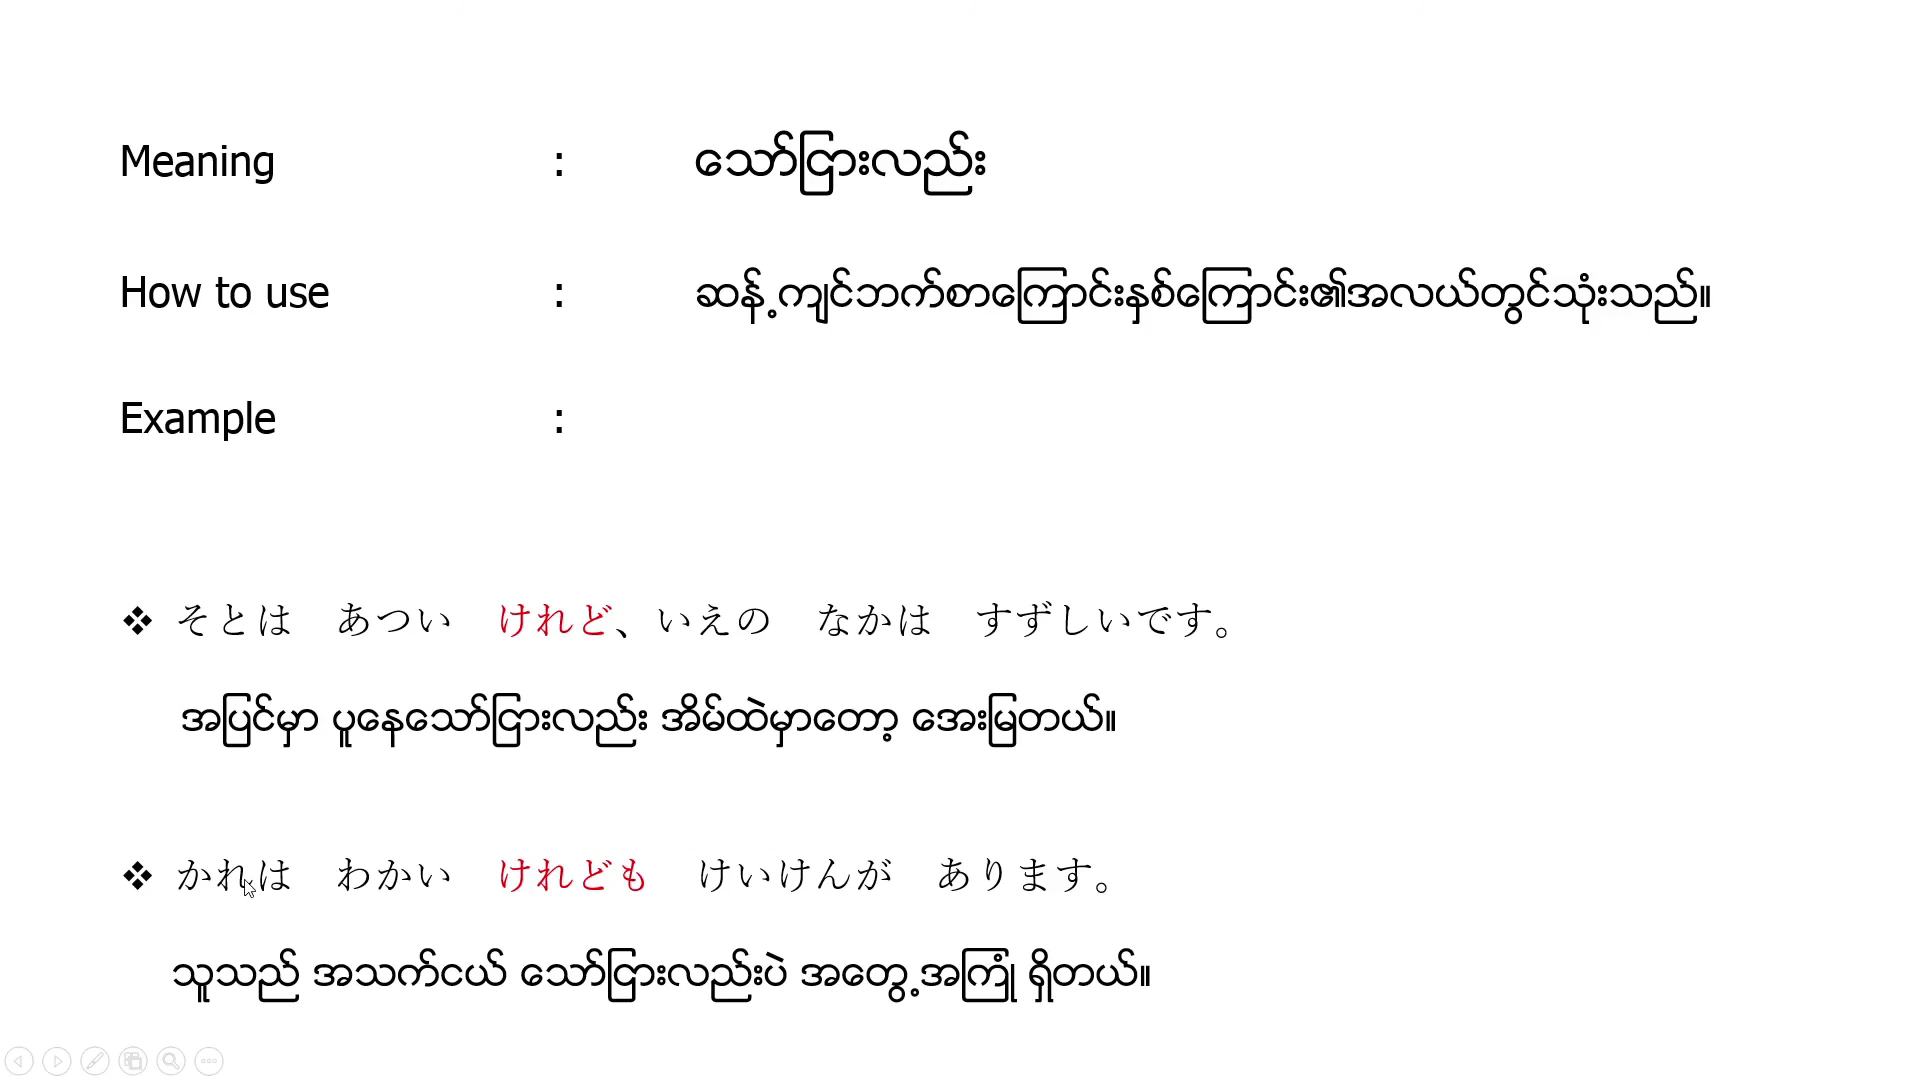 Meaning : သော်ငြားလည်း
How to use : ဆန့်ကျင်ဘက်စာကြောင်းနှစ်ကြောင်း၏အလယ်တွင်သုံးသည်။
Example :
❖ そとは　あつい　けれど、いえの　なかは　すずしいです。
အပြင်မှာ ပူနေသော်ငြားလည်း အိမ်ထဲမှာတော့ အေးမြတယ်။
❖ かれは　わかい　けれども　けいけんが　あります。
သူသည် အသက်ငယ် သော်ငြားလည်းပဲ အတွေ့အကြုံ ရှိတယ်။